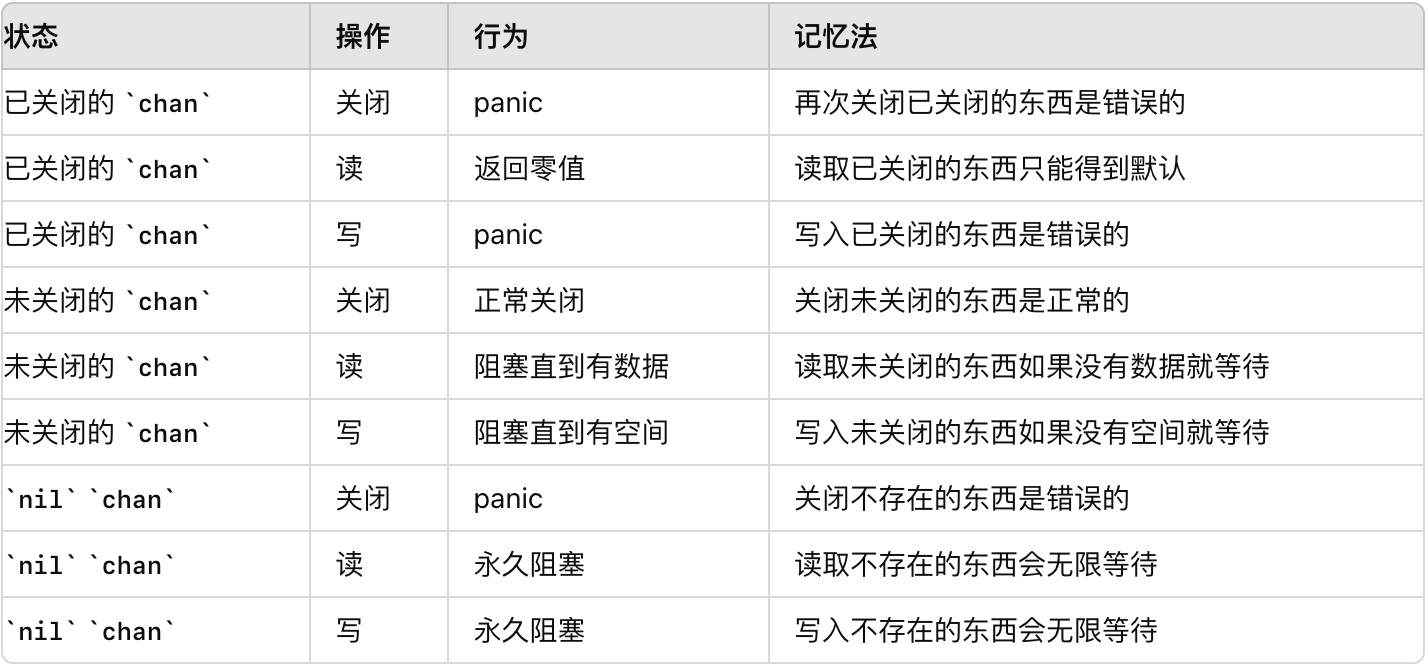 状态 操作 行为 记忆法
已关闭的 `chan` 关闭 panic 再次关闭已关闭的东西是错误的
已关闭的 `chan` 读 返回零值 读取已关闭的东西只能得到默认
已关闭的 `chan` 写 panic 写入已关闭的东西是错误的
未关闭的 `chan` 关闭 正常关闭 关闭未关闭的东西是正常的
未关闭的 `chan` 读 阻塞直到有数据 读取未关闭的东西如果没有数据就等待
未关闭的 `chan` 写 阻塞直到有空间 写入未关闭的东西如果没有空间就等待
`nil` `chan` 关闭 panic 关闭不存在的东西是错误的
`nil` `chan` 读 永久阻塞 读取不存在的东西会无限等待
`nil` `chan` 写 永久阻塞 写入不存在的东西会无限等待